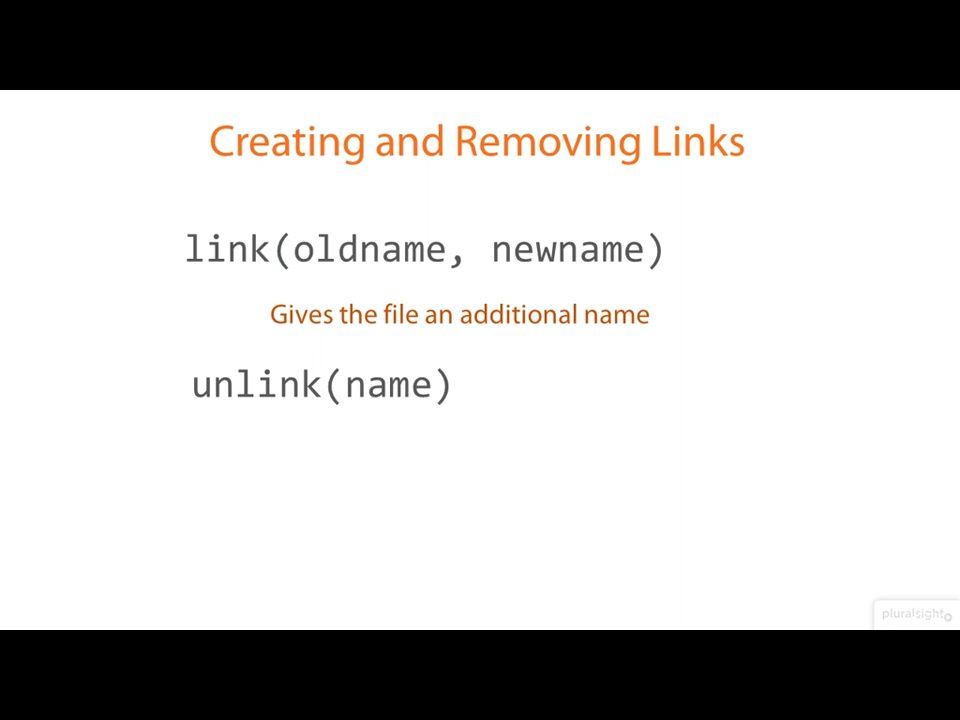 Creating and Removing Links
link(oldname, newname)
Gives the file an additional name
unlink(name)
pluralsight